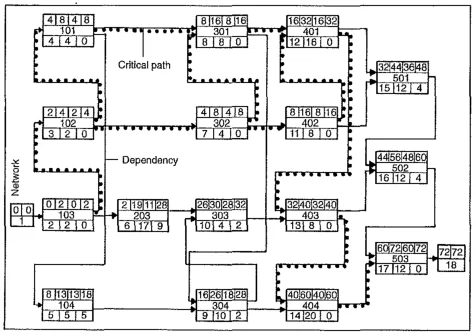 4 8 4 8
101
4 4 0
8 16 8 16
301
8 8 0
16 32 16 32
401
12 16 0
Critical path
32 44 36 48
501
15 12 4
2 4 2 4
102
3 2 0
4 8 4 8
302
7 4 0
8 16 8 16
402
11 8 0
Dependency
44 56 48 60
502
16 12 4
Network
0 0
1
0 2 0 2
103
2 2 0
2 19 11 28
203
6 17 9
26 30 28 32
303
10 4 2
32 40 32 40
403
13 8 0
60 72 60 72
503
17 12 0
72 72
18
8 13 13 18
104
5 5 5
16 26 18 28
304
9 10 2
40 60 40 60
404
14 20 0